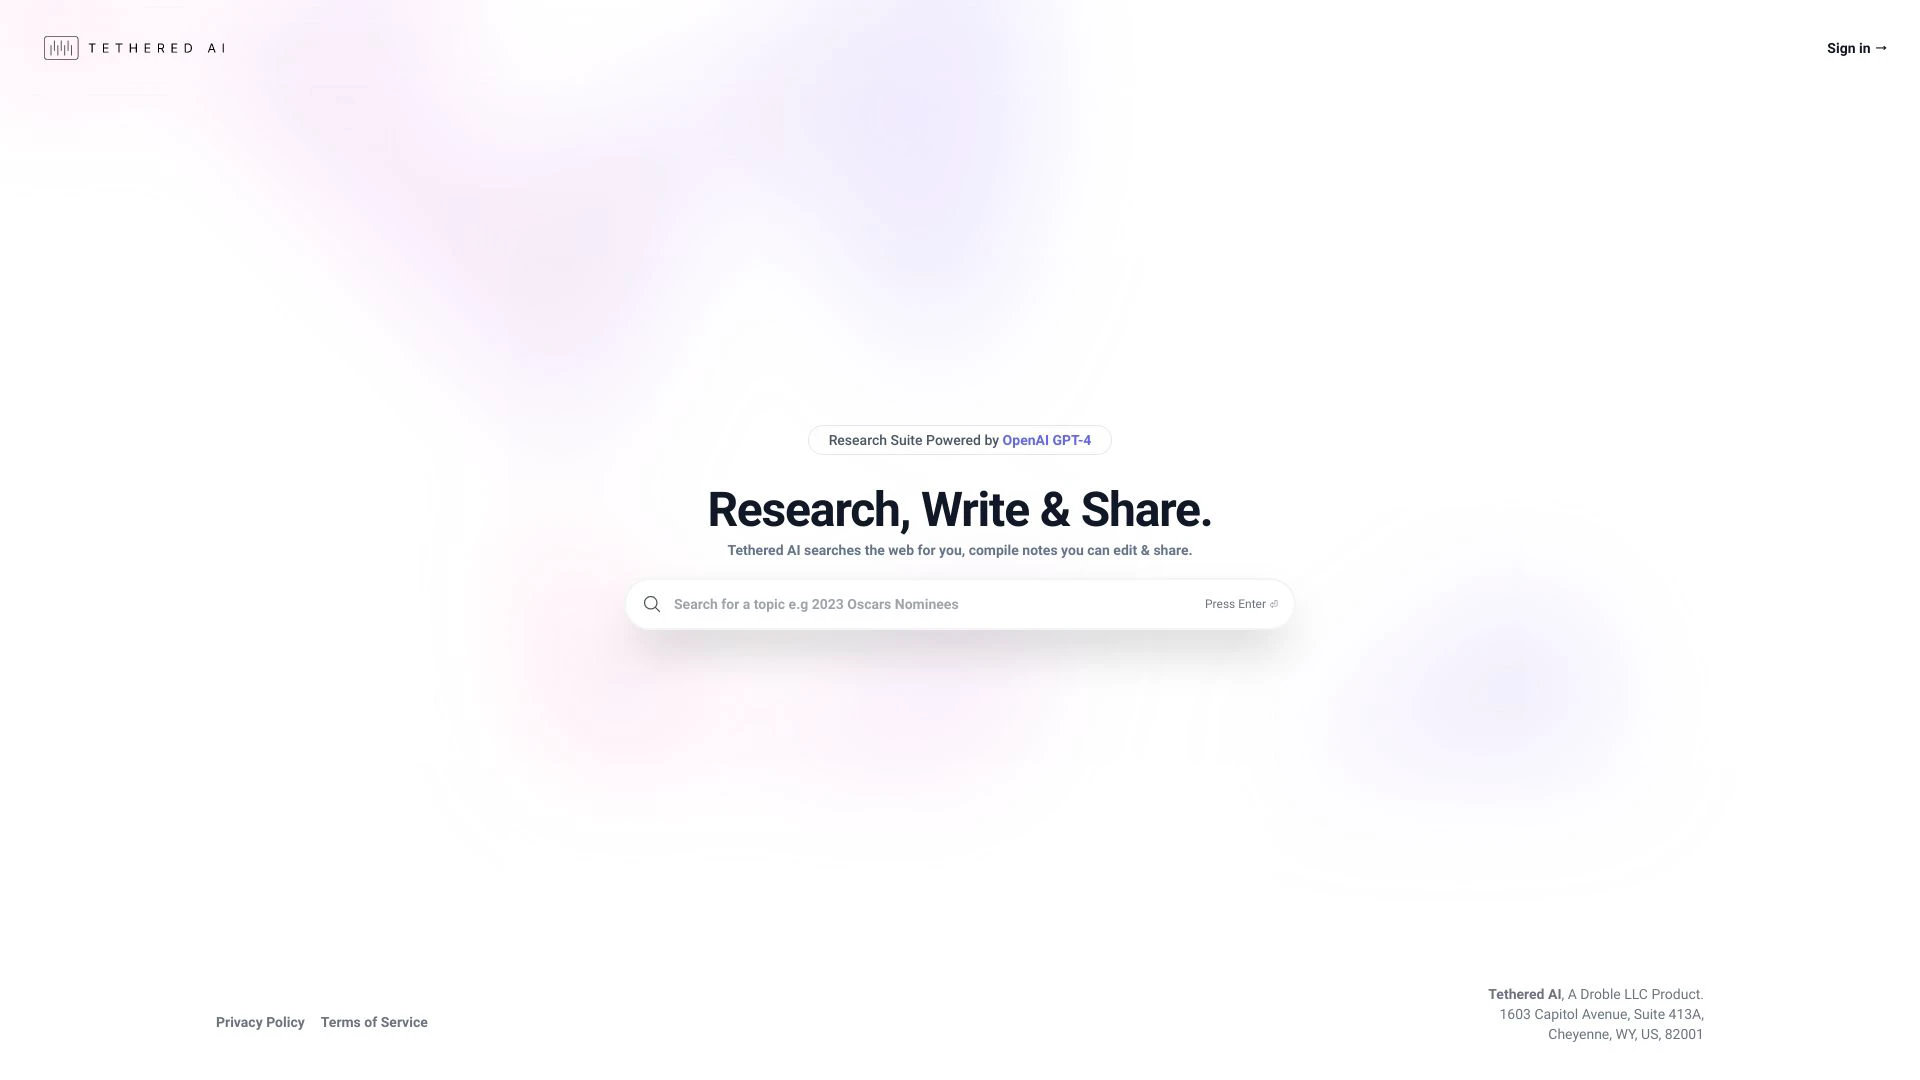 TETHERED AI
Sign in →
Research Suite Powered by OpenAI GPT-4
Research, Write & Share.
Tethered AI searches the web for you, compile notes you can edit & share.
Search for a topic e.g 2023 Oscars Nominees
Press Enter ⏎
Privacy Policy
Terms of Service
Tethered AI, A Droble LLC Product.
1603 Capitol Avenue, Suite 413A,
Cheyenne, WY, US, 82001